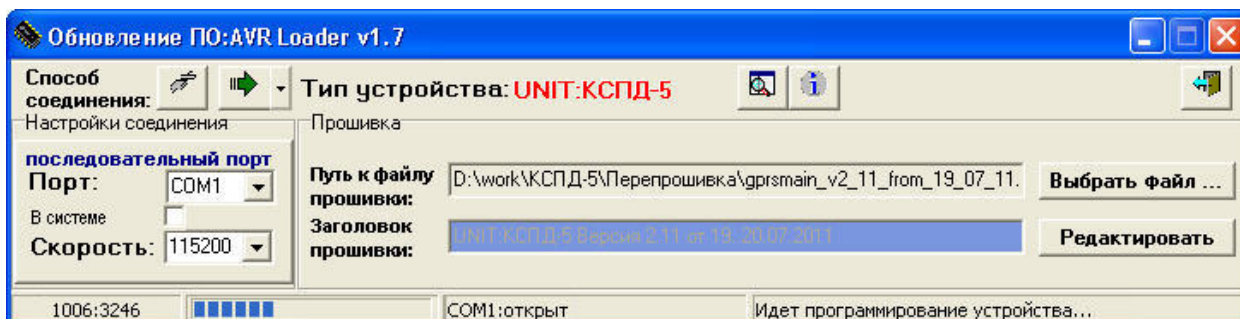 Обновление ПО:AVR Loader v1.7
Способ
соединения:
Тип устройства: UNIT:КСПД-5
Настройки соединения
Прошивка
последовательный порт
Порт: COM1
В системе
Скорость: 115200
Путь к файлу
прошивки:
D:\work\КСПД-5\Перепрошивка\gprsmain_v2_11_from_19_07_11.
Выбрать файл ...
Заголовок
прошивки:
UNIT:КСПД-5 Версия 2.11 от 19. 20.07.2011
Редактировать
1006:3246 COM1:открыт Идет программирование устройства...